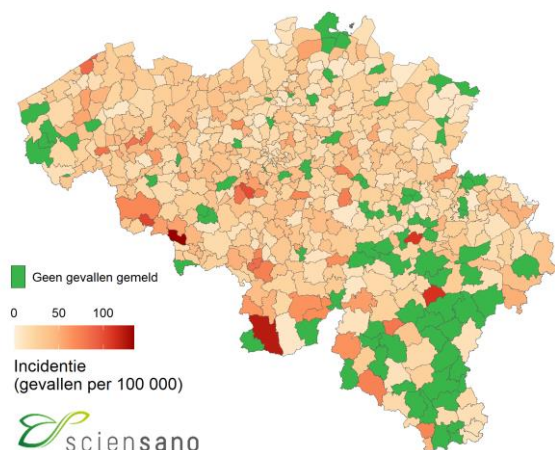 Geen gevallen gemeld
0 50 100
Incidentie
(gevallen per 100 000)
sciensano